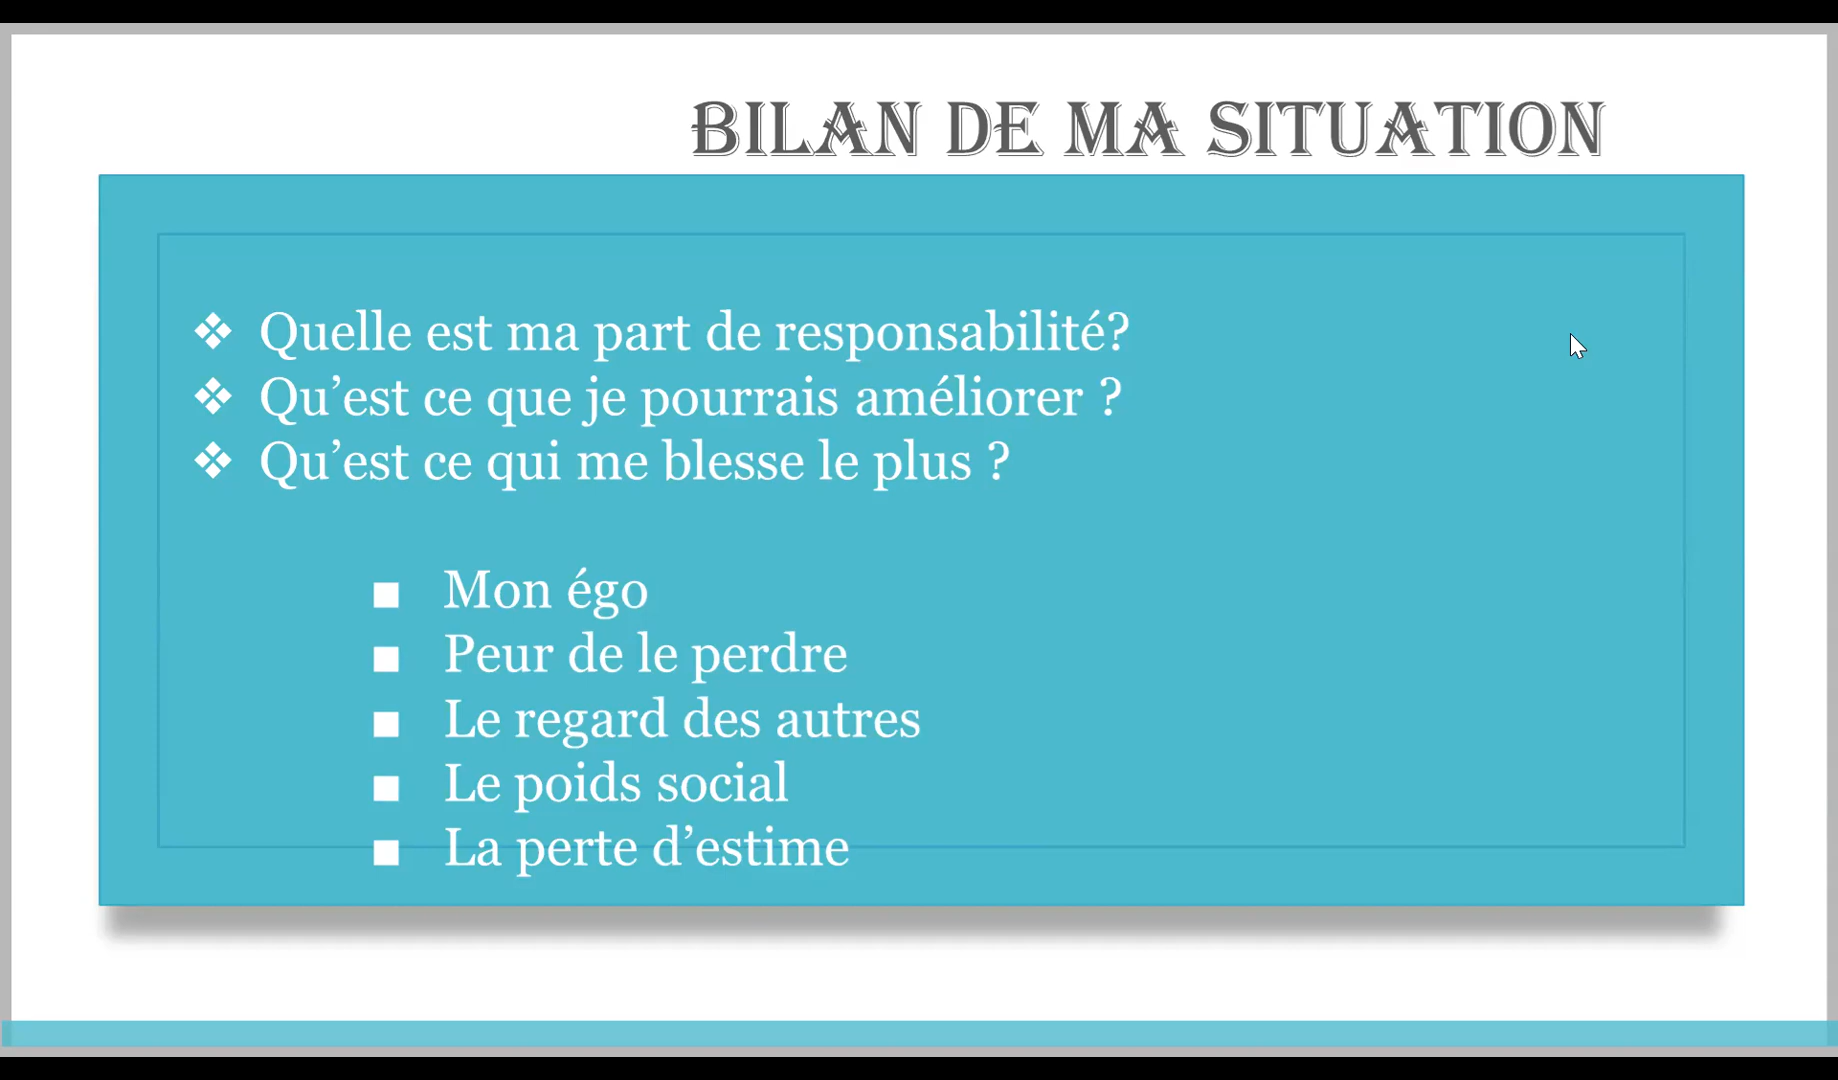 BILAN DE MA SITUATION
❖ Quelle est ma part de responsabilité?
❖ Qu’est ce que je pourrais améliorer ?
❖ Qu’est ce qui me blesse le plus ?
■ Mon égo
■ Peur de le perdre
■ Le regard des autres
■ Le poids social
■ La perte d’estime